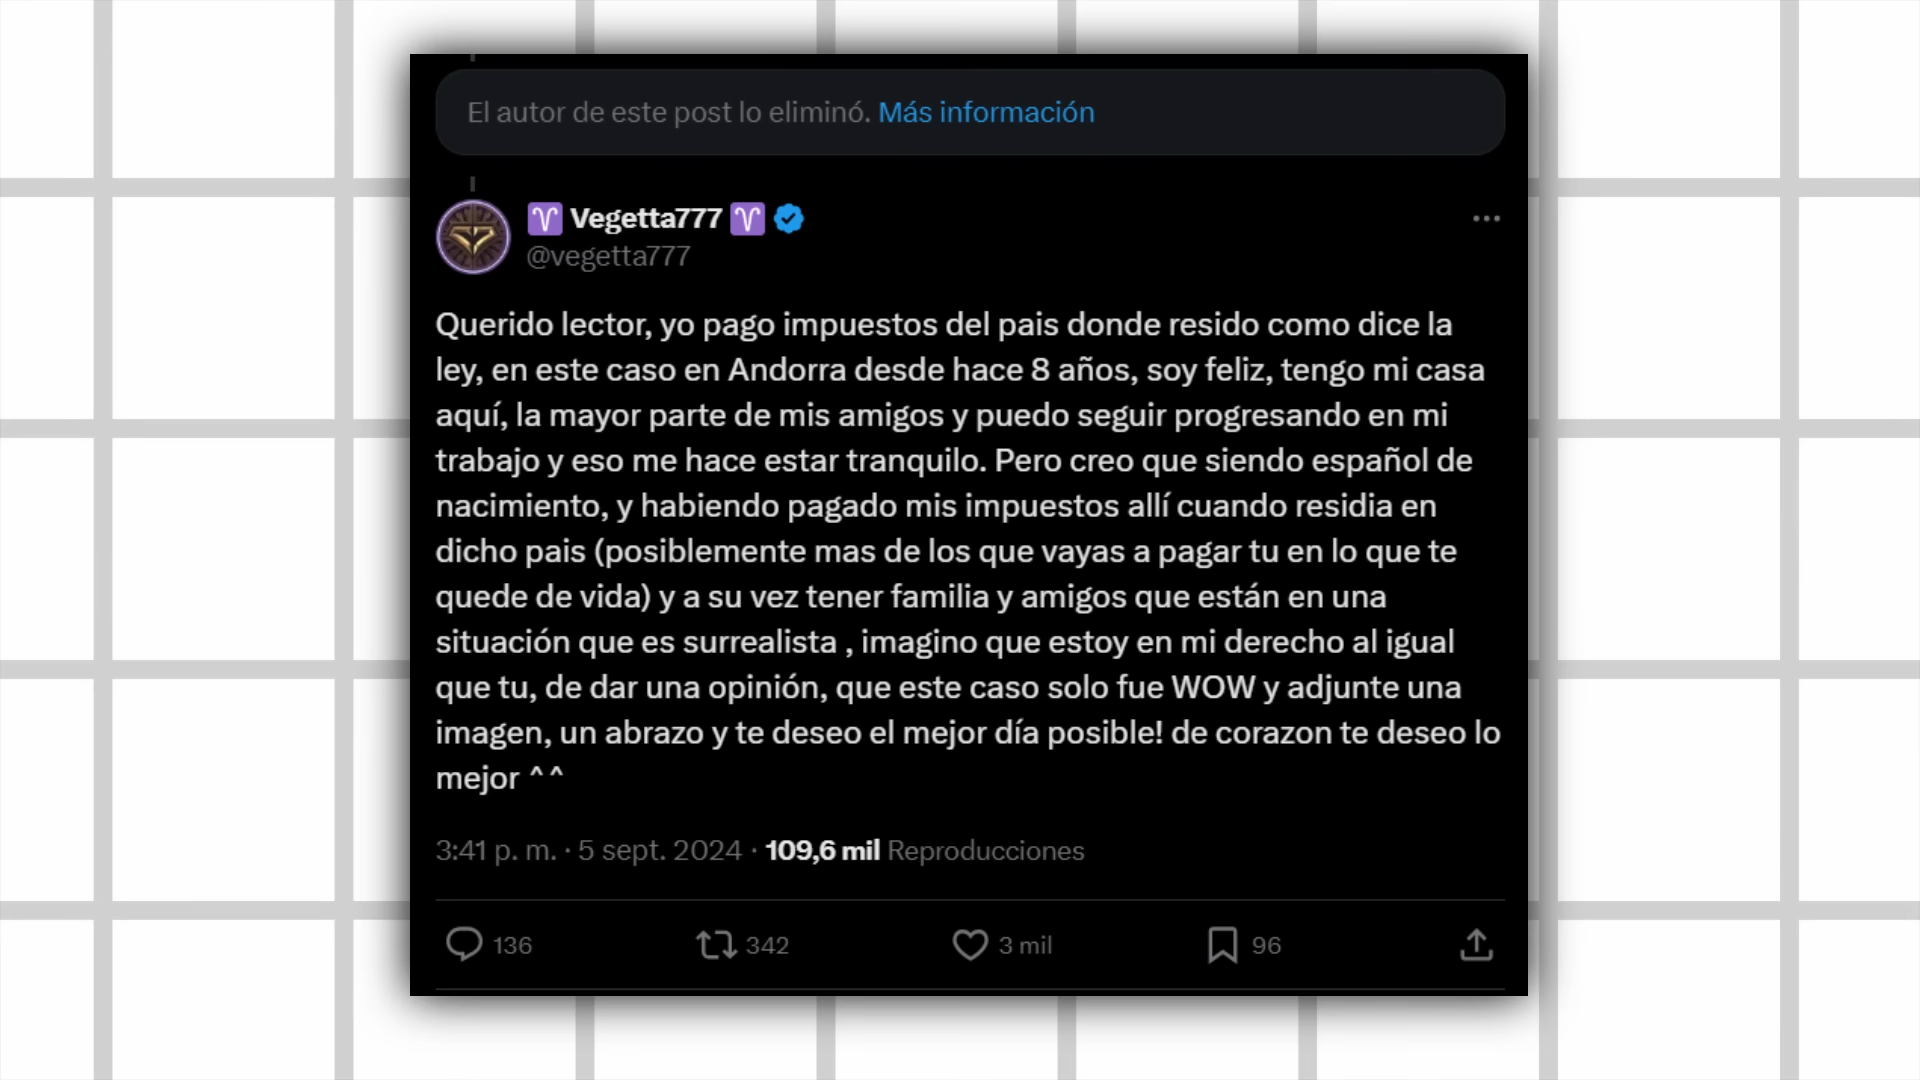 El autor de este post lo eliminó. Más información
♈ Vegetta777 ♈
@vegetta777
Querido lector, yo pago impuestos del pais donde resido como dice la
ley, en este caso en Andorra desde hace 8 años, soy feliz, tengo mi casa
aquí, la mayor parte de mis amigos y puedo seguir progresando en mi
trabajo y eso me hace estar tranquilo. Pero creo que siendo español de
nacimiento, y habiendo pagado mis impuestos allí cuando residia en
dicho pais (posiblemente mas de los que vayas a pagar tu en lo que te
quede de vida) y a su vez tener familia y amigos que están en una
situación que es surrealista , imagino que estoy en mi derecho al igual
que tu, de dar una opinión, que este caso solo fue WOW y adjunte una
imagen, un abrazo y te deseo el mejor día posible! de corazon te deseo lo
mejor ^^
3:41 p. m. · 5 sept. 2024 · 109,6 mil Reproducciones
136 342 3 mil 96